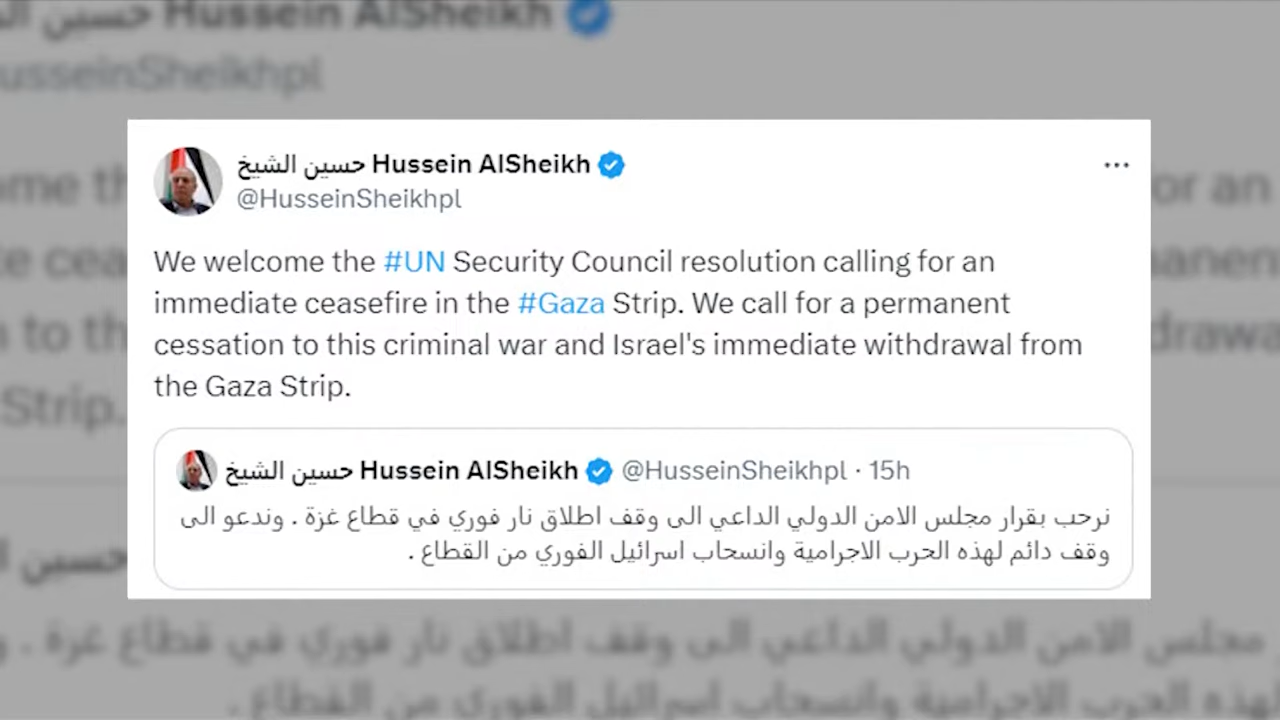 حسين الشيخ Hussein AlSheikh
@HusseinSheikhpl
We welcome the #UN Security Council resolution calling for an
immediate ceasefire in the #Gaza Strip. We call for a permanent
cessation to this criminal war and Israel's immediate withdrawal from
the Gaza Strip.
حسين الشيخ Hussein AlSheikh @HusseinSheikhpl · 15h
نرحب بقرار مجلس الامن الدولي الداعي الى وقف اطلاق نار فوري في قطاع غزة . وندعو الى
وقف دائم لهذه الحرب الاجرامية وانسحاب اسرائيل الفوري من القطاع .